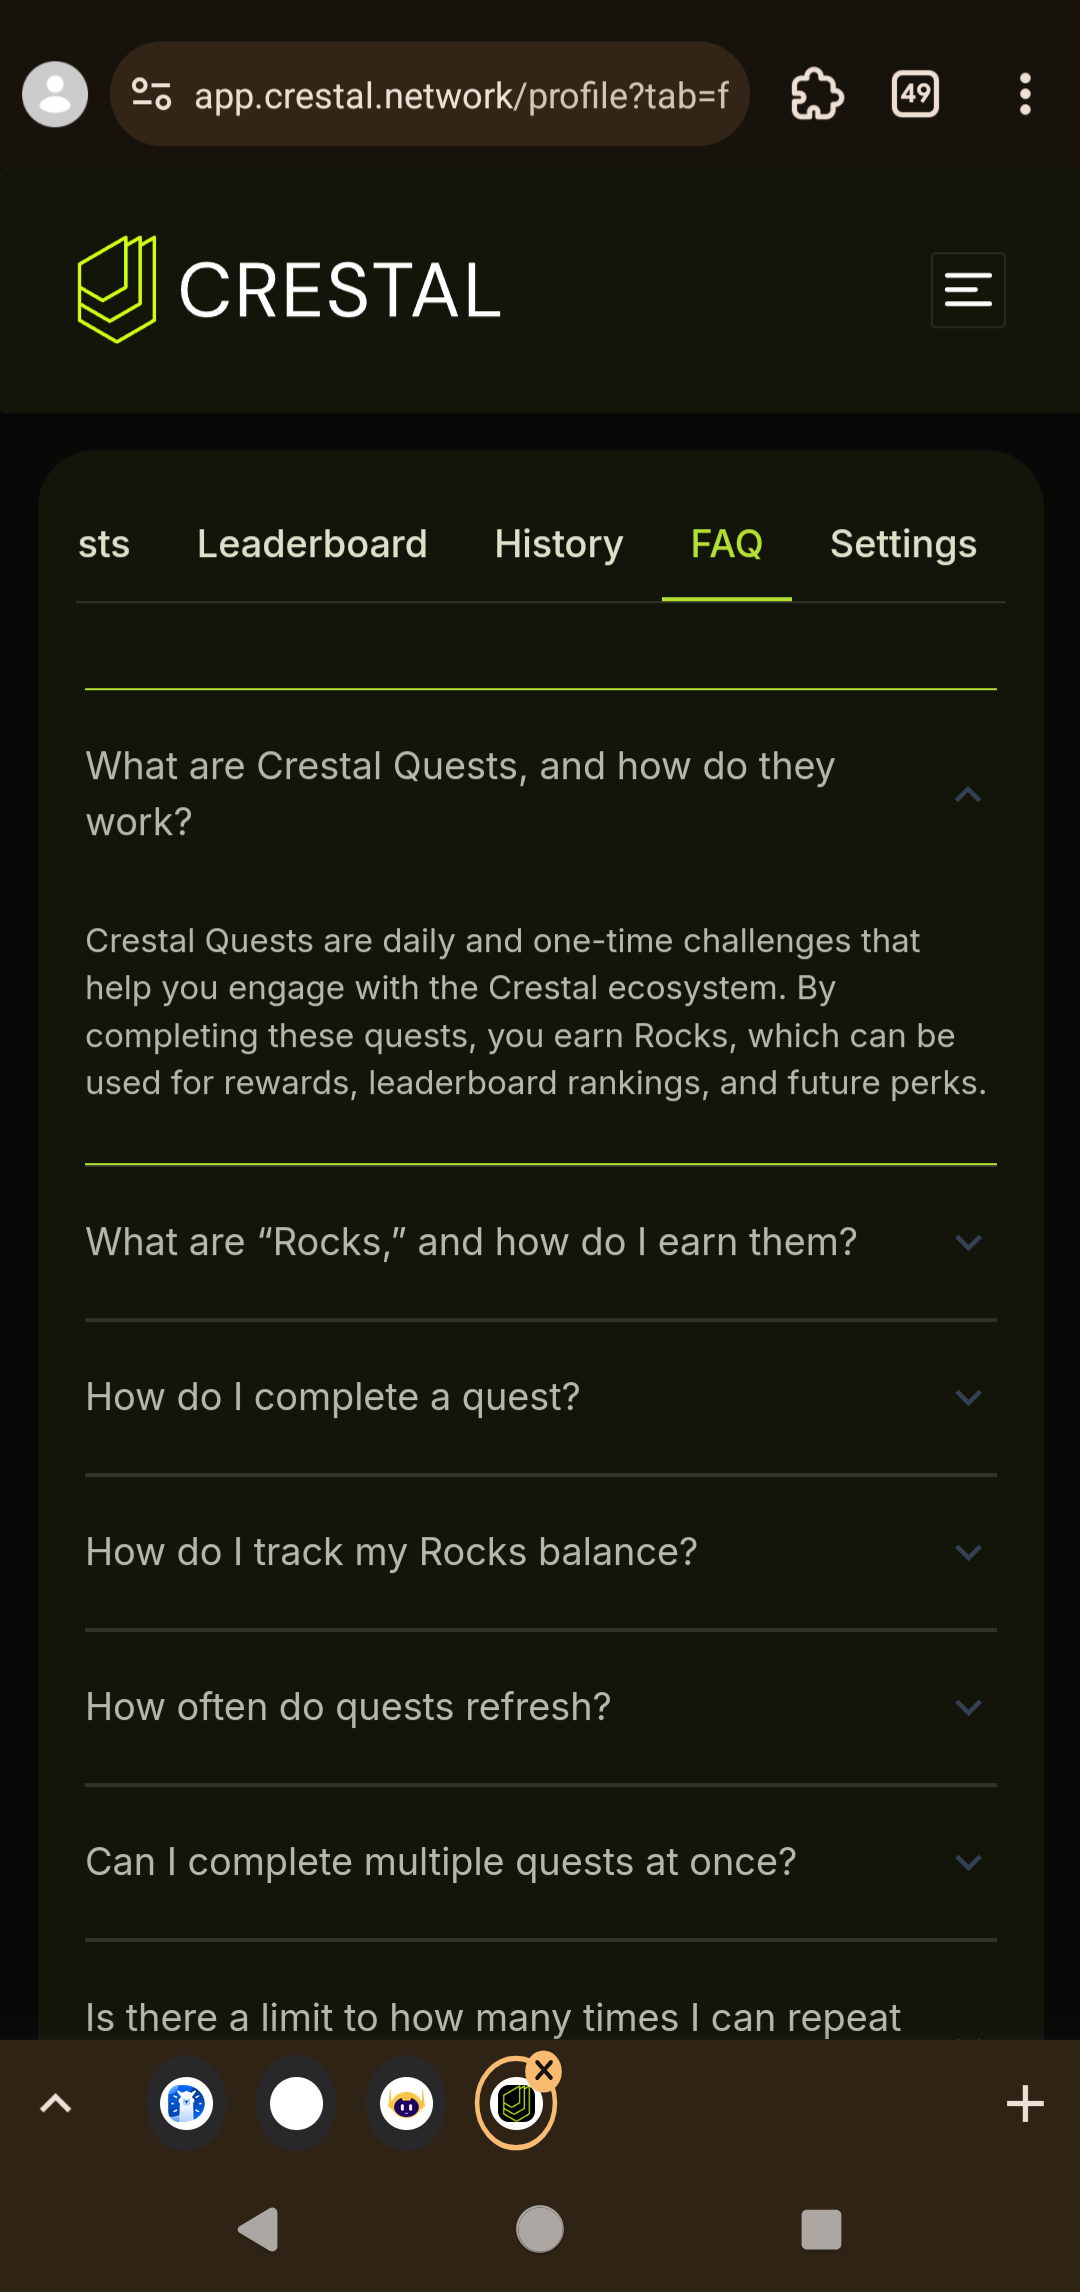 app.crestal.network/profile?tab=f
49
CRESTAL
sts Leaderboard History FAQ Settings
What are Crestal Quests, and how do they
work?
Crestal Quests are daily and one-time challenges that
help you engage with the Crestal ecosystem. By
completing these quests, you earn Rocks, which can be
used for rewards, leaderboard rankings, and future perks.
What are “Rocks,” and how do I earn them?
How do I complete a quest?
How do I track my Rocks balance?
How often do quests refresh?
Can I complete multiple quests at once?
Is there a limit to how many times I can repeat